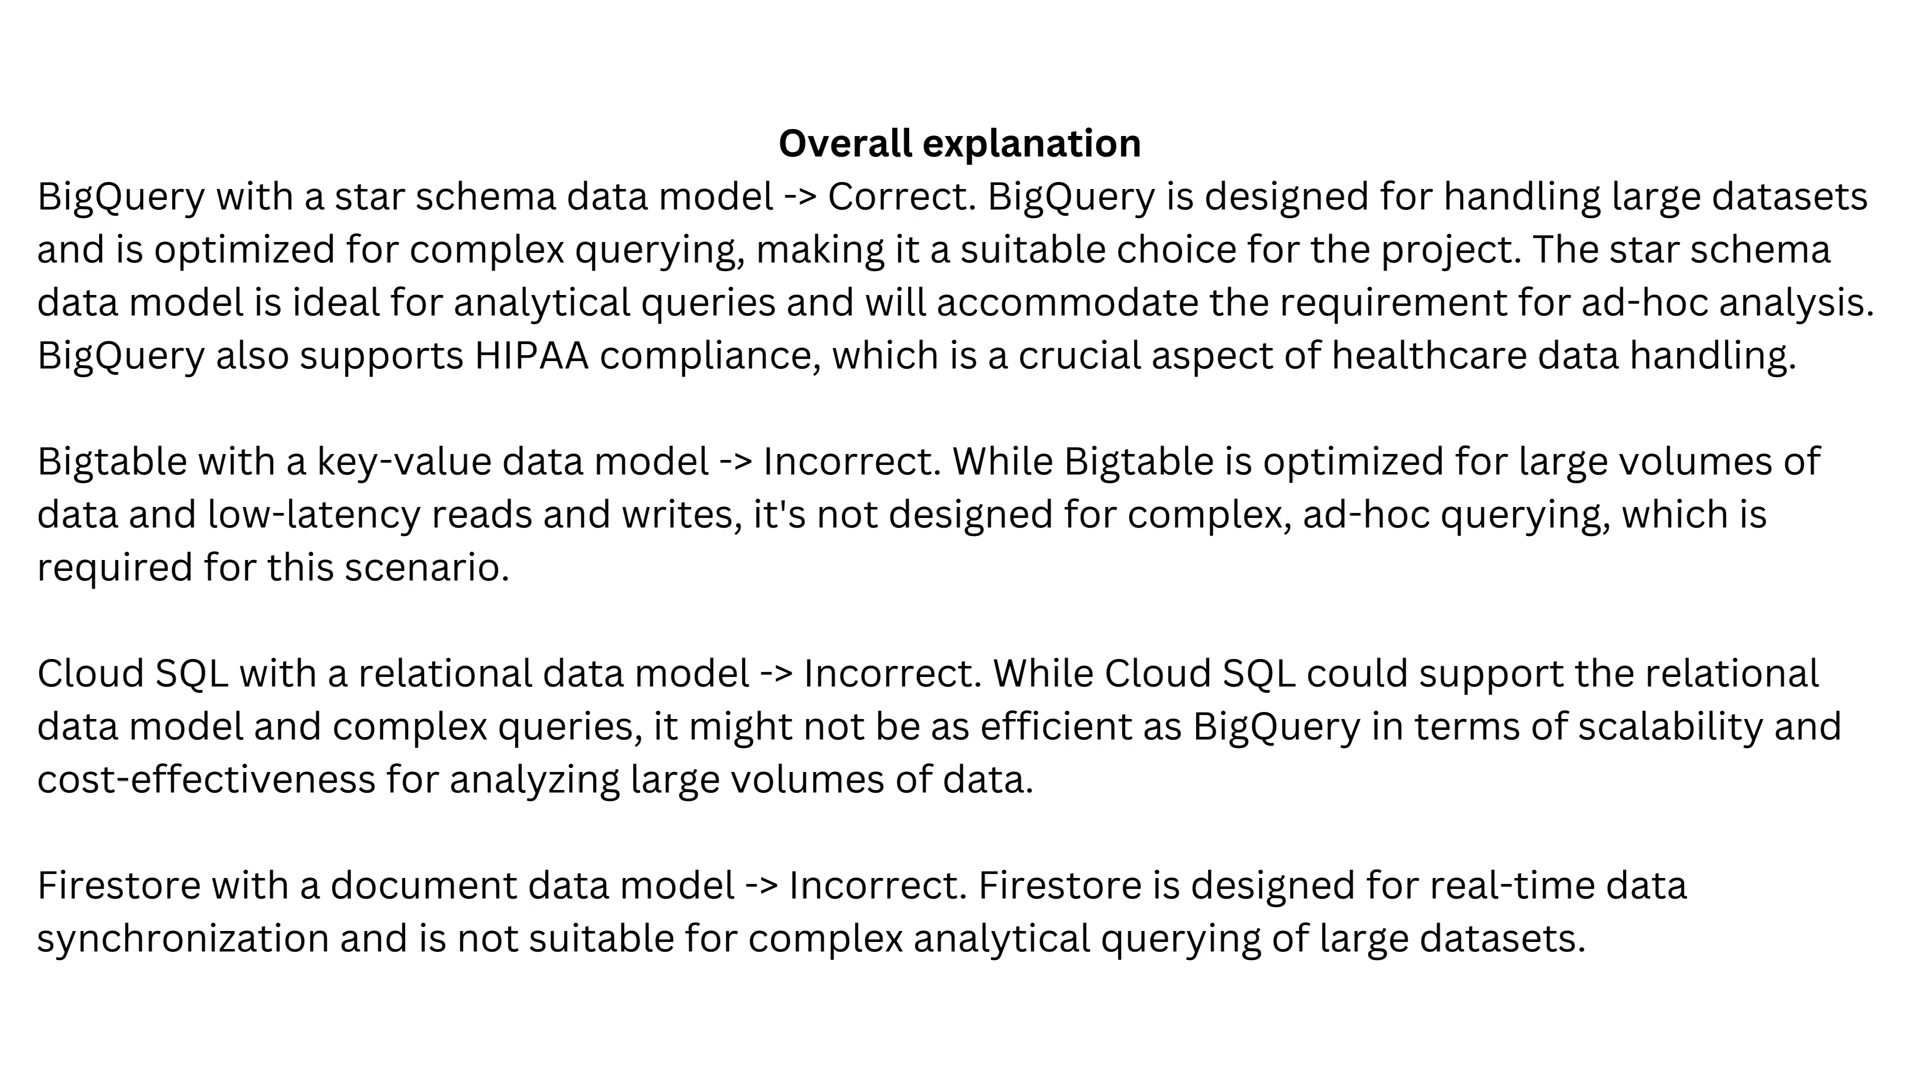 Overall explanation
BigQuery with a star schema data model -> Correct. BigQuery is designed for handling large datasets
and is optimized for complex querying, making it a suitable choice for the project. The star schema
data model is ideal for analytical queries and will accommodate the requirement for ad-hoc analysis.
BigQuery also supports HIPAA compliance, which is a crucial aspect of healthcare data handling.
Bigtable with a key-value data model -> Incorrect. While Bigtable is optimized for large volumes of
data and low-latency reads and writes, it's not designed for complex, ad-hoc querying, which is
required for this scenario.
Cloud SQL with a relational data model -> Incorrect. While Cloud SQL could support the relational
data model and complex queries, it might not be as efficient as BigQuery in terms of scalability and
cost-effectiveness for analyzing large volumes of data.
Firestore with a document data model -> Incorrect. Firestore is designed for real-time data
synchronization and is not suitable for complex analytical querying of large datasets.